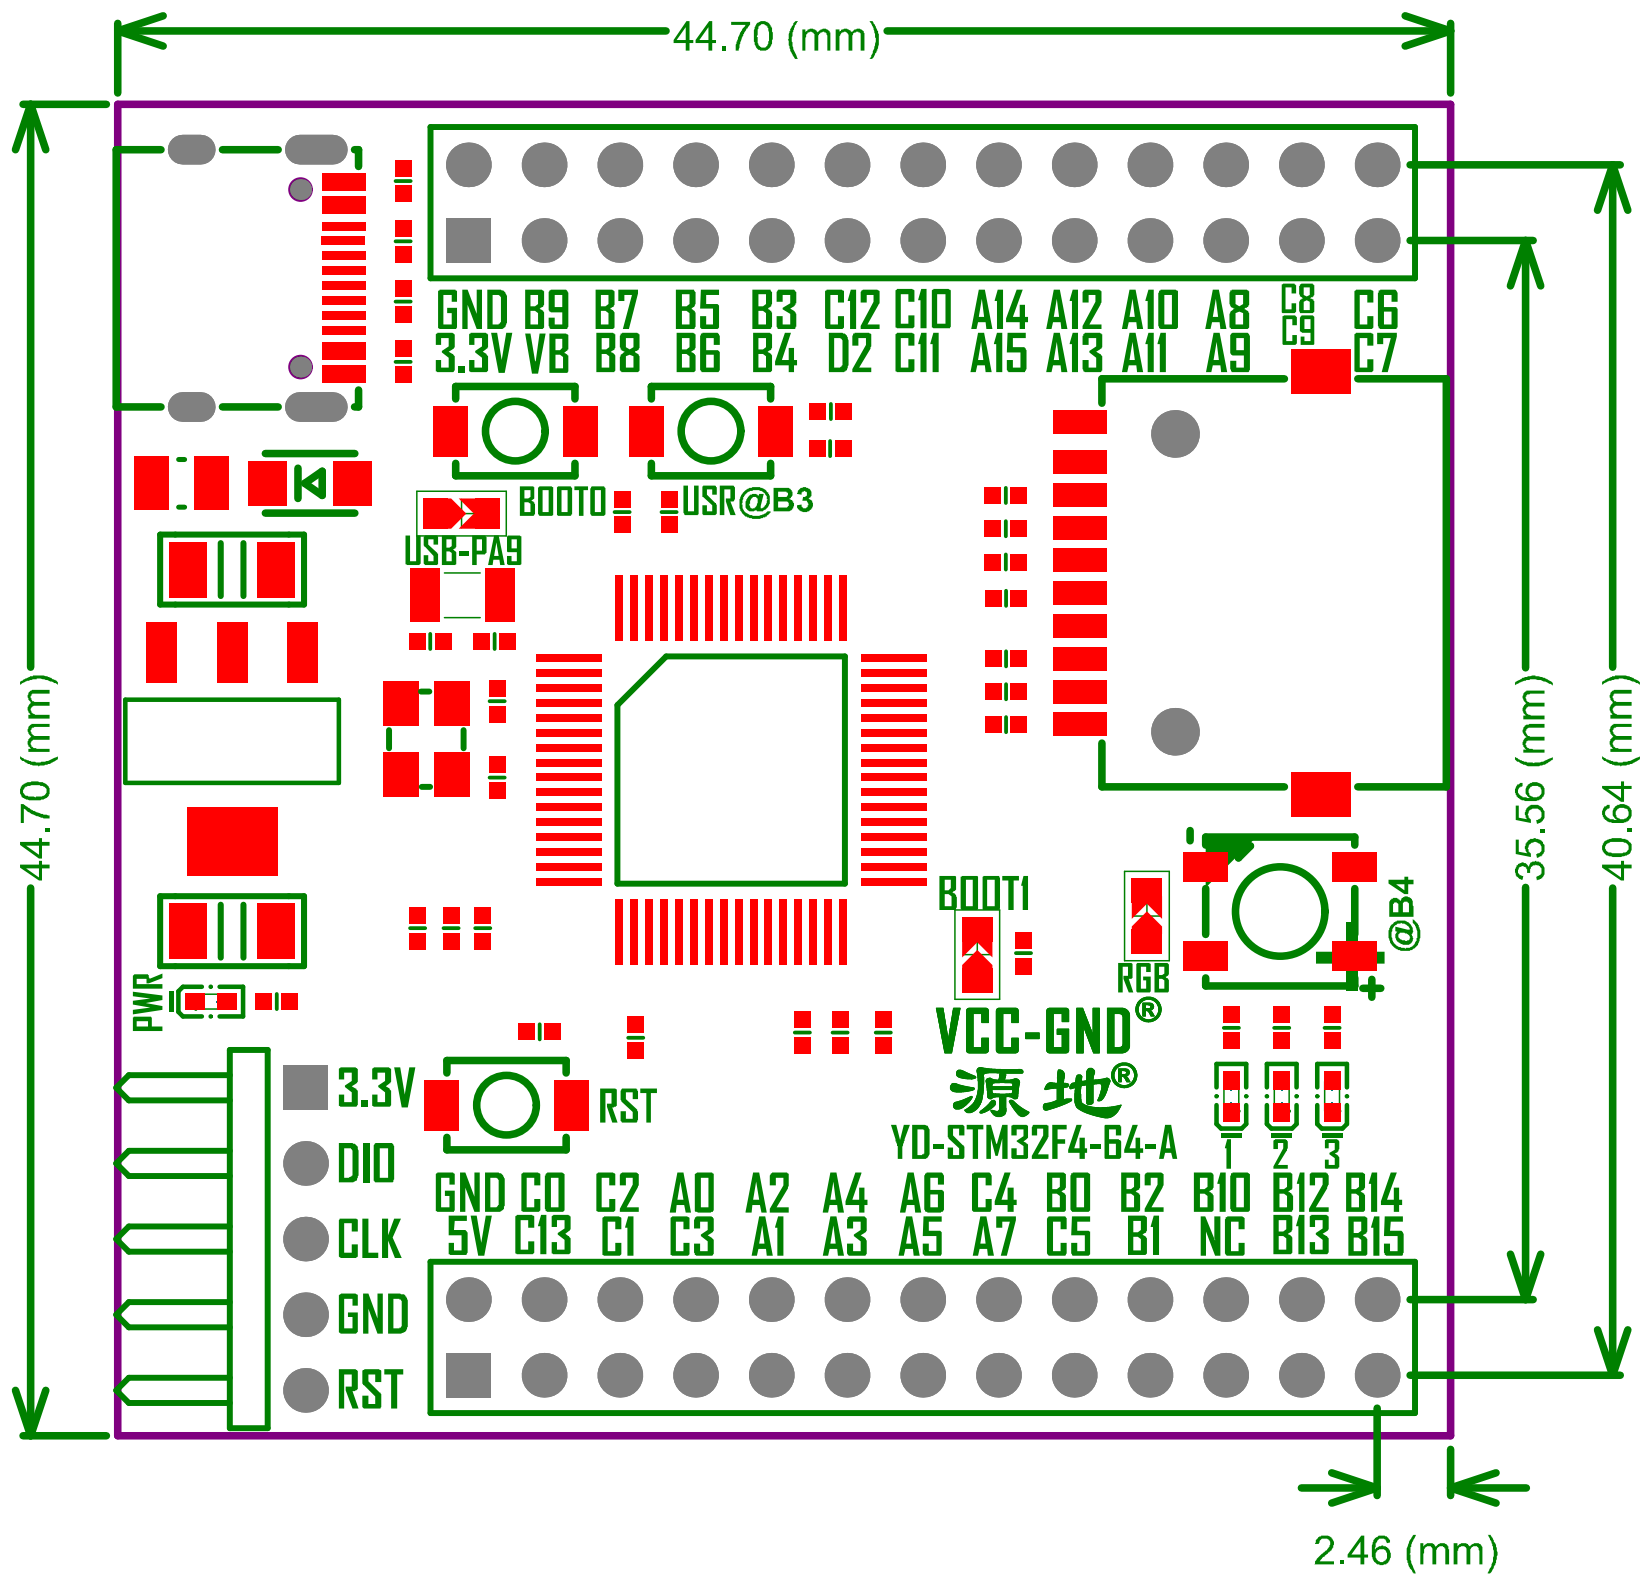 44.70 (mm)
GND B9 B7 B5 B3 C12 C10 A14 A12 A10 A8 C8 C6
3.3V VB B8 B6 B4 D2 C11 A15 A13 A11 A9 C9 C7
BOOT0
USR@B3
USB-PA9
44.70 (mm)
35.56 (mm)
40.64 (mm)
BOOT1
@B4
RGB
+
PWR
VCC-GND®
源地®
YD-STM32F4-64-A
1 2 3
3.3V
DIO
CLK
GND
RST
RST
GND C0 C2 A0 A2 A4 A6 C4 B0 B2 B10 B12 B14
5V C13 C1 C3 A1 A3 A5 A7 C5 B1 NC B13 B15
2.46 (mm)